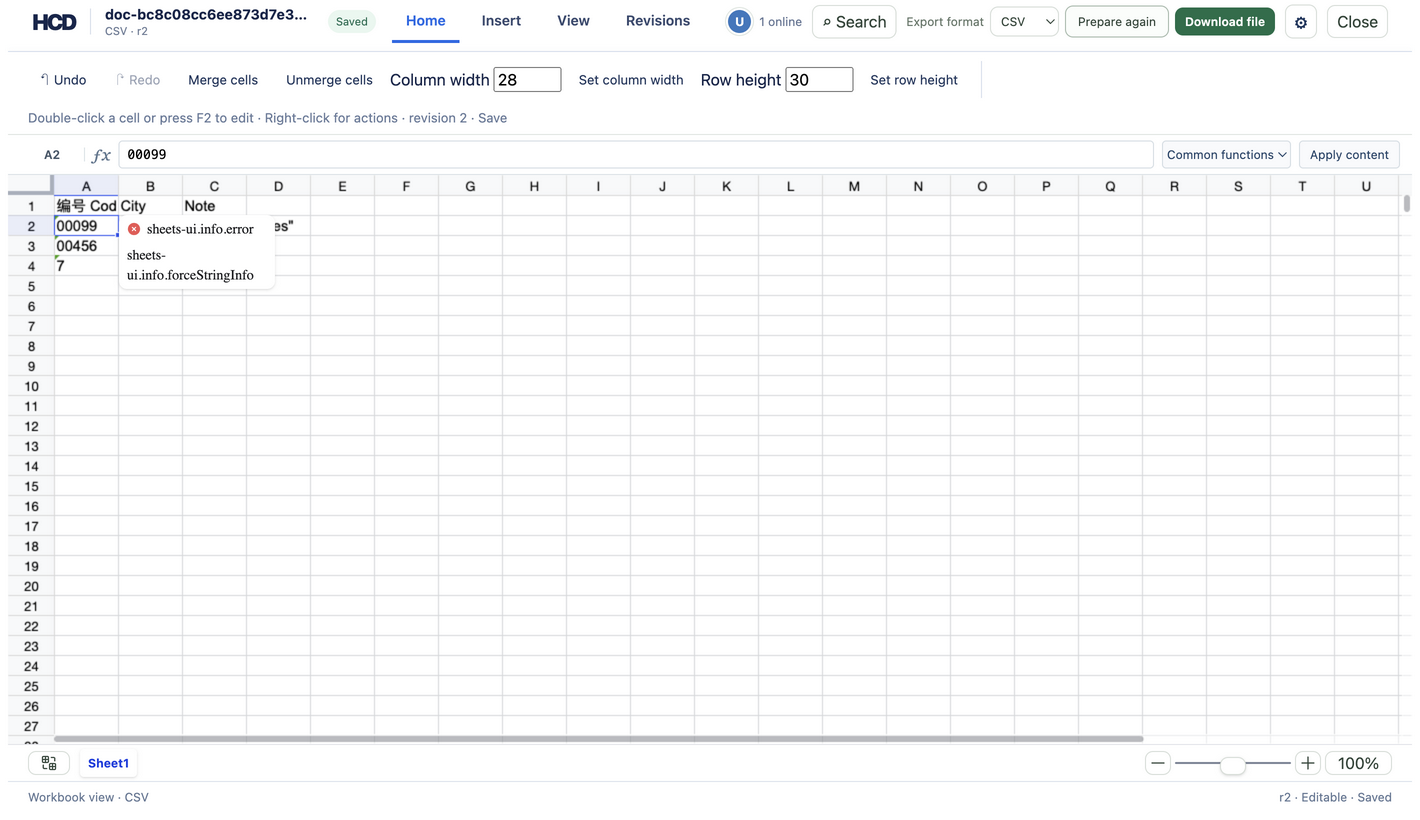 HCD
doc-bc8c08cc6ee873d7e3...
CSV · r2
Saved
Home Insert View Revisions
U 1 online
Search
Export format CSV
Prepare again
Download file
Close
Undo Redo Merge cells Unmerge cells Column width 28 Set column width Row height 30 Set row height
Double-click a cell or press F2 to edit · Right-click for actions · revision 2 · Save
A2 fx 00099 Common functions Apply content
A B C D E F G H I J K L M N O P Q R S T U
1 编号 Cod City Note
2 00099 es"
sheets-ui.info.error
3 00456
sheets-
ui.info.forceStringInfo
4 7
5
6
7
8
9
10
11
12
13
14
15
16
17
18
19
20
21
22
23
24
25
26
27
Sheet1 100%
Workbook view · CSV r2 · Editable · Saved